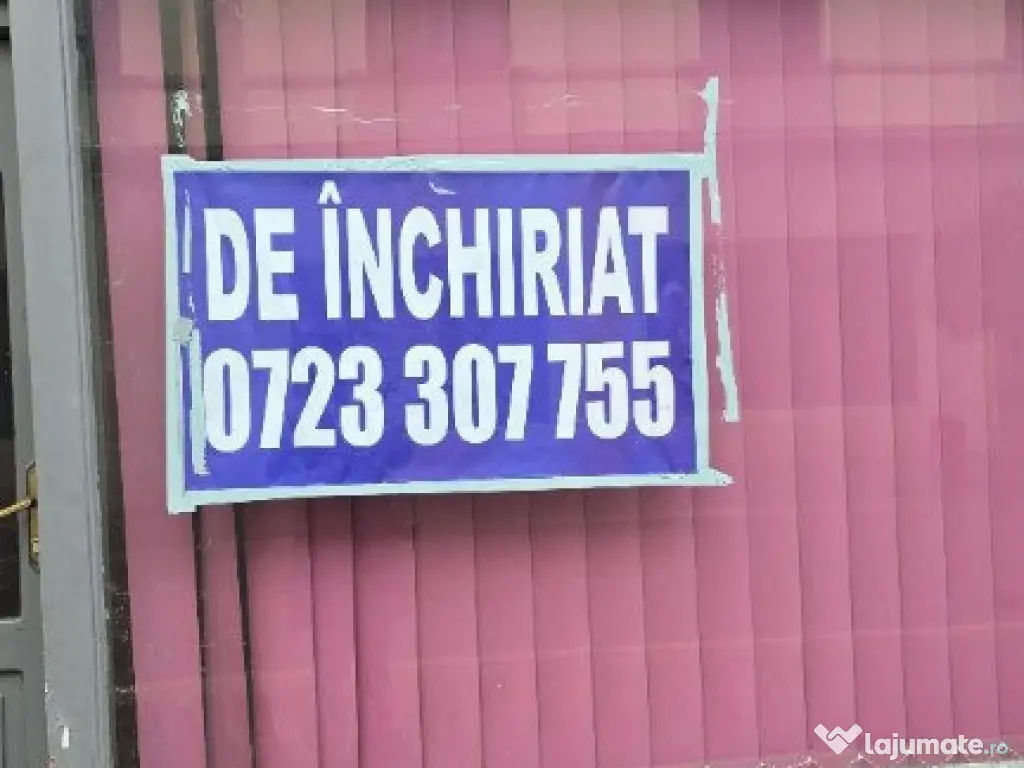 DE ÎNCHIRIAT
0723 307 755
lajumate.ro